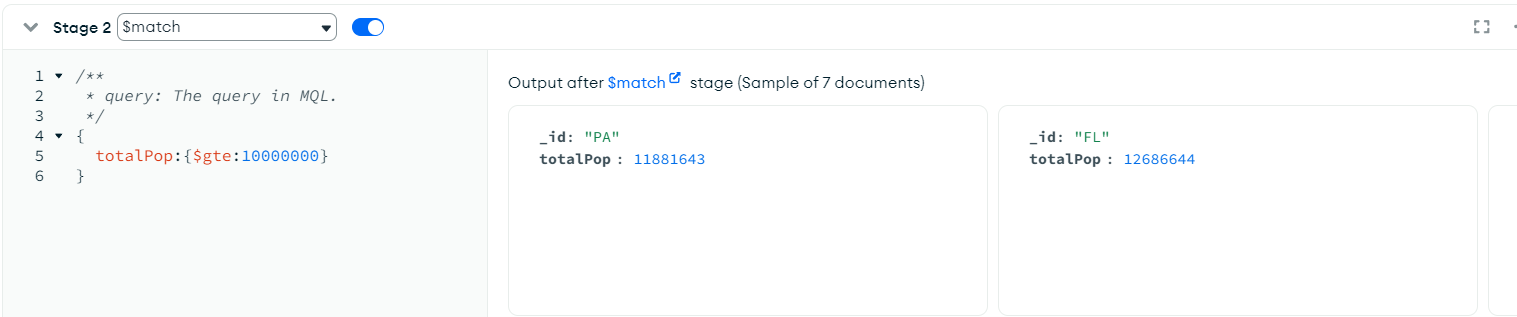 Stage 2 $match
1 /**
2 * query: The query in MQL.
3 */
4 {
5 totalPop:{$gte:10000000}
6 }
Output after $match stage (Sample of 7 documents)
_id: "PA"
totalPop : 11881643
_id: "FL"
totalPop : 12686644